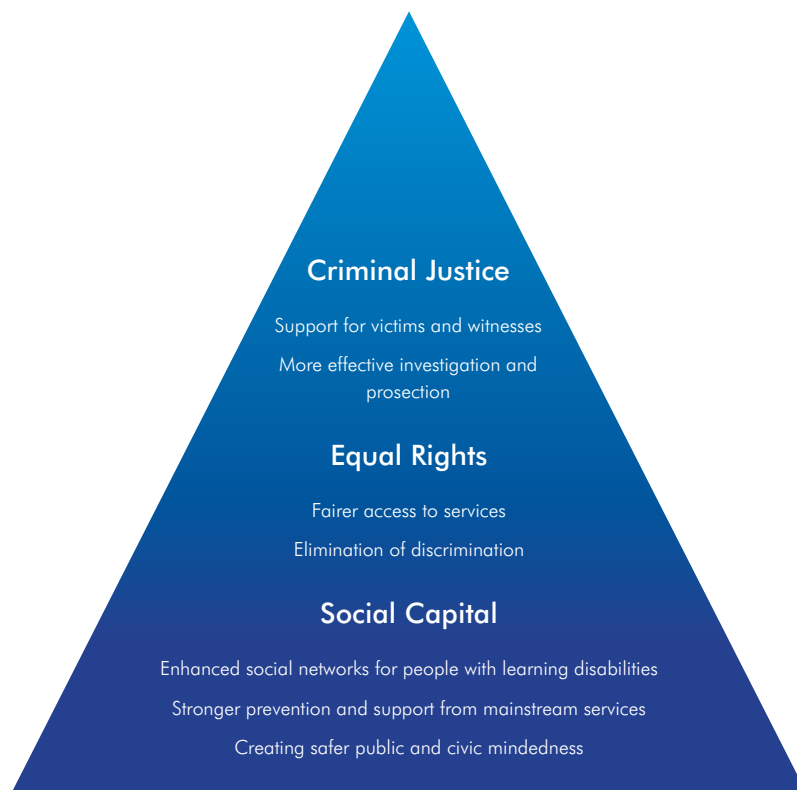 Criminal Justice
Support for victims and witnesses
More effective investigation and
prosection
Equal Rights
Fairer access to services
Elimination of discrimination
Social Capital
Enhanced social networks for people with learning disabilities
Stronger prevention and support from mainstream services
Creating safer public and civic mindedness